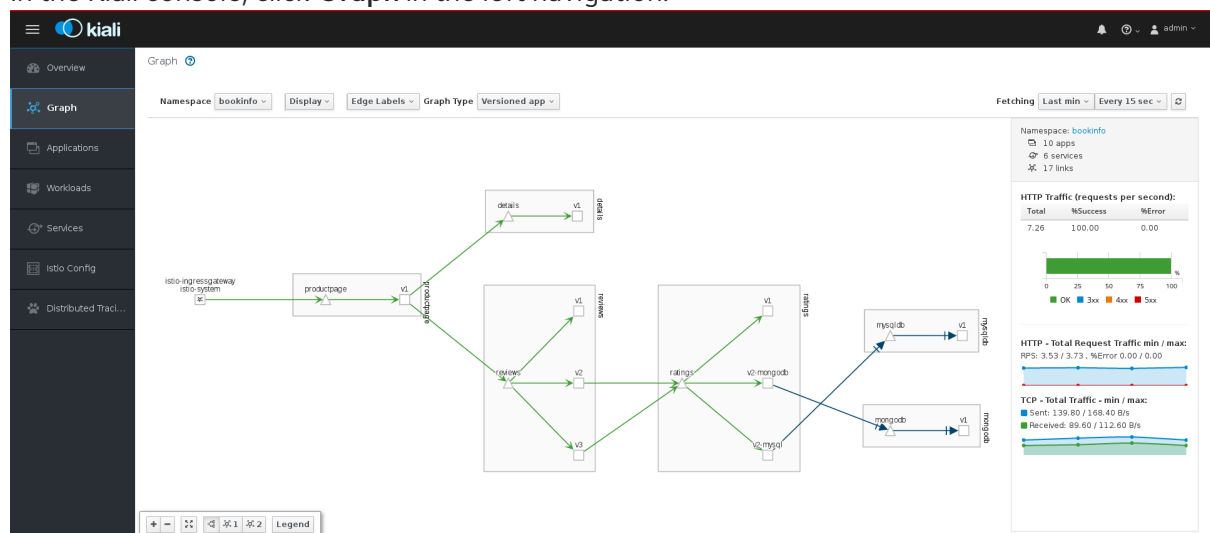 In the Kiali console, click Graph in the left navigation.
kiali
admin
Overview
Graph
Applications
Workloads
Services
Istio Config
Distributed Traci...
Graph
Namespace bookinfo Display Edge Labels Graph Type Versioned app
Fetching Last min Every 15 sec
Namespace: bookinfo
10 apps
6 services
17 links
HTTP Traffic (requests per second):
Total %Success %Error
7.26 100.00 0.00
%
0 25 50 75 100
OK 3xx 4xx 5xx
HTTP - Total Request Traffic min / max:
RPS: 3.53 / 3.73 , %Error 0.00 / 0.00
TCP - Total Traffic - min / max:
Sent: 139.80 / 168.40 B/s
Received: 89.60 / 112.60 B/s
istio-ingressgateway
istio-system
productpage
v1
productpage
details
v1
details
reviews
v1
v2
v3
reviews
ratings
v1
v2-mongodb
v2-mysql
ratings
mysqldb
v1
mysqldb
mongodb
v1
mongodb
1 2 Legend